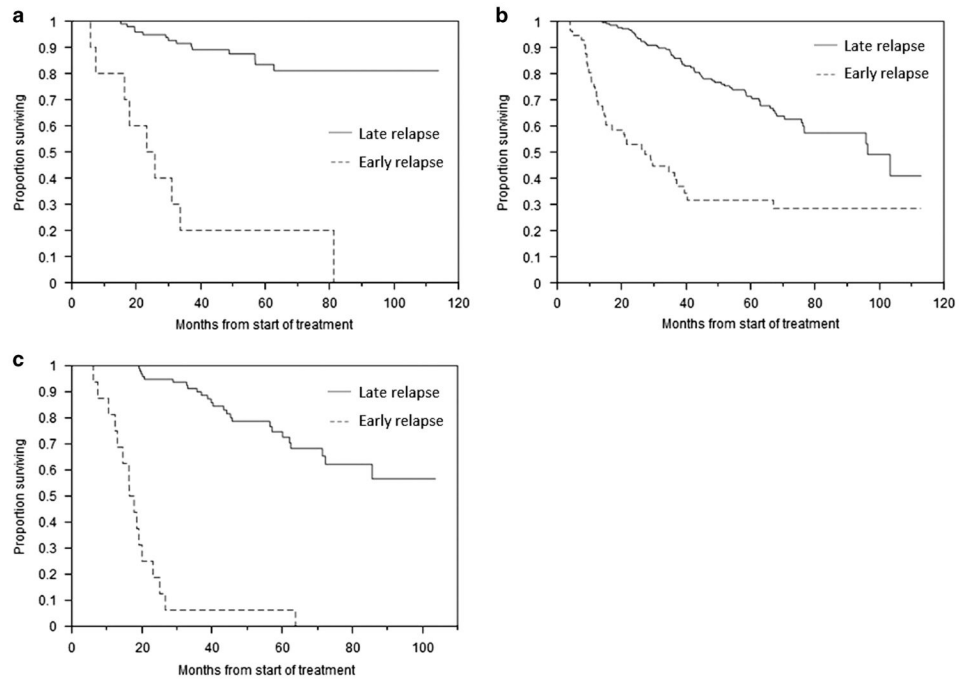 a
1
0.9
0.8
0.7
0.6
0.5
0.4
0.3
0.2
0.1
0
Proportion surviving
Late relapse
Early relapse
0 20 40 60 80 100 120
Months from start of treatment
b
1
0.9
0.8
0.7
0.6
0.5
0.4
0.3
0.2
0.1
0
Proportion surviving
Late relapse
Early relapse
0 20 40 60 80 100 120
Months from start of treatment
c
1
0.9
0.8
0.7
0.6
0.5
0.4
0.3
0.2
0.1
0
Proportion surviving
Late relapse
Early relapse
0 20 40 60 80 100
Months from start of treatment